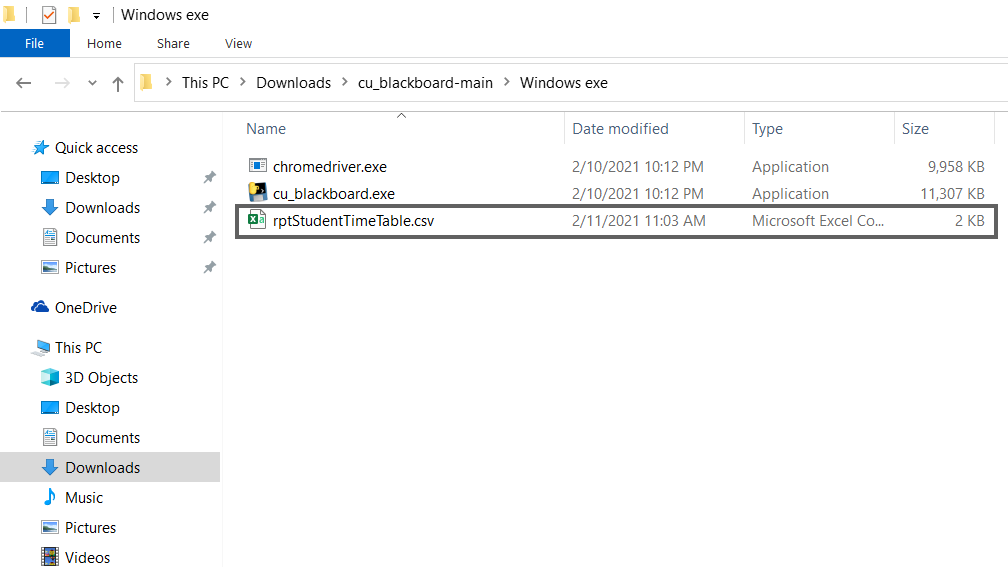 Windows exe
File Home Share View
This PC Downloads cu_blackboard-main Windows exe
Name Date modified Type Size
chromedriver.exe 2/10/2021 10:12 PM Application 9,958 KB
cu_blackboard.exe 2/10/2021 10:12 PM Application 11,307 KB
rptStudentTimeTable.csv 2/11/2021 11:03 AM Microsoft Excel Co... 2 KB
Quick access
Desktop
Downloads
Documents
Pictures
OneDrive
This PC
3D Objects
Desktop
Documents
Downloads
Music
Pictures
Videos